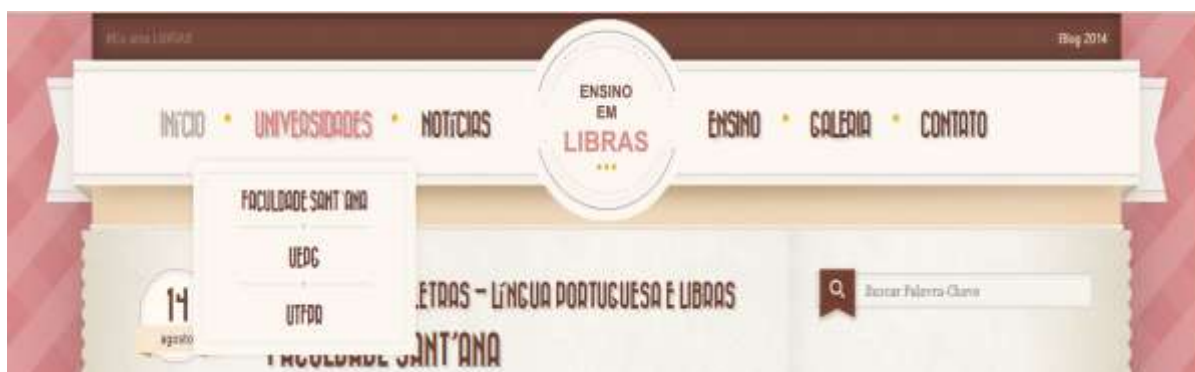 Blog 2014
INÍCIO • UNIVERSIDADES • NOTÍCIAS
ENSINO
EM
LIBRAS
ENSINO • GALERIA • CONTATO
FACULDADE SANT'ANA
UEPG
UTFPR
14
agosto
ETRAS – LÍNGUA PORTUGUESA E LIBRAS
FACULDADE SANT'ANA
Buscar Palavra-Chave